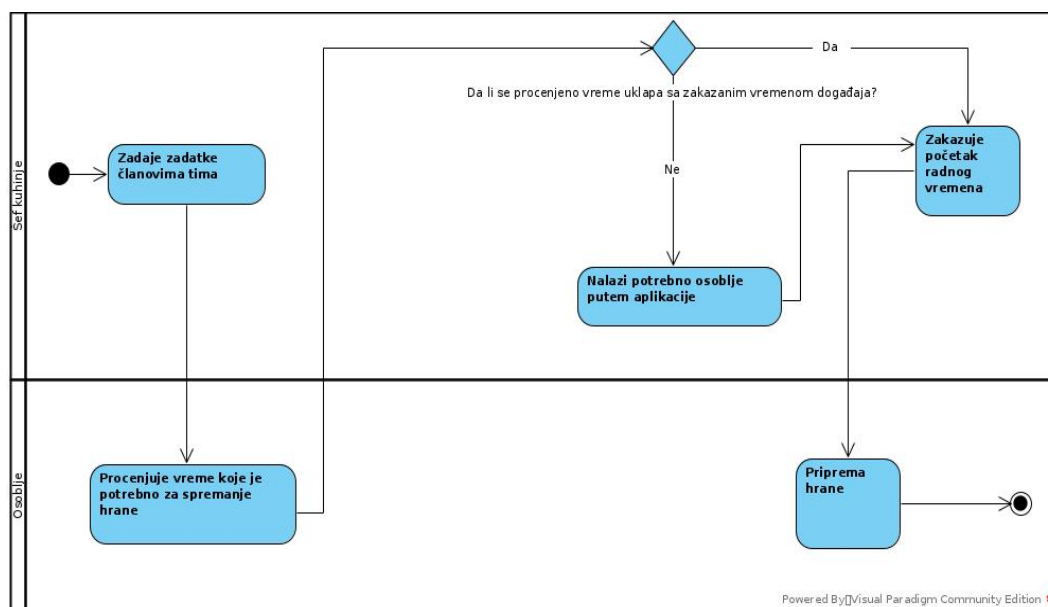 Šef kuhinje
Zadaje zadatke
članovima tima
Da
Da li se procenjeno vreme uklapa sa zakazanim vremenom događaja?
Ne
Zakazuje
početak
radnog
vremena
Nalazi potrebno osoblje
putem aplikacije
Osoblje
Procenjuje vreme koje je
potrebno za spremanje
hrane
Priprema
hrane
Powered By▯Visual Paradigm Community Edition